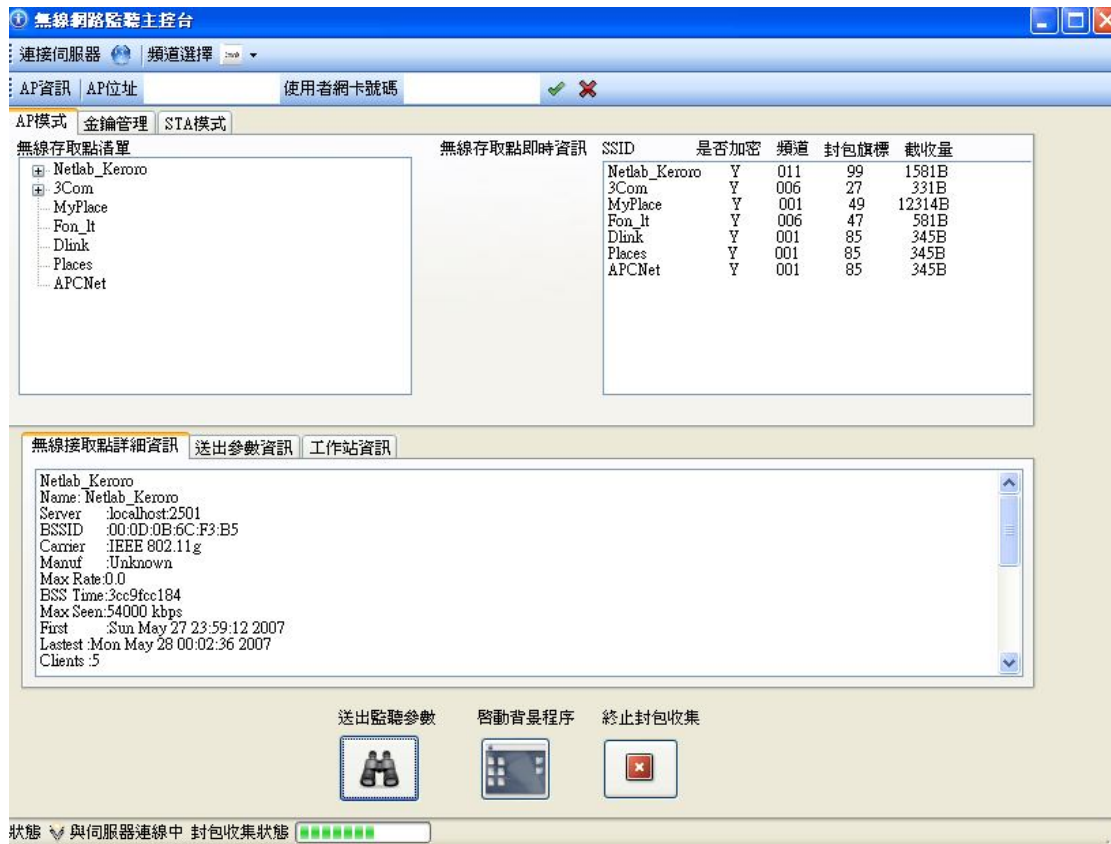 無線網路監聽主控台
連接伺服器 頻道選擇
AP資訊 AP位址 使用者網卡號碼
AP模式 金鑰管理 STA模式
無線存取點清單
Netlab_Keroro
3Com
MyPlace
Fon_lt
Dlink
Places
APCNet
無線存取點即時資訊
SSID 是否加密 頻道 封包旗標 截收量
Netlab_Keroro Y 011 99 1581B
3Com Y 006 27 331B
MyPlace Y 001 49 12314B
Fon_lt Y 006 47 581B
Dlink Y 001 85 345B
Places Y 001 85 345B
APCNet Y 001 85 345B
無線接取點詳細資訊 送出參數資訊 工作站資訊
Netlab_Keroro
Name: Netlab_Keroro
Server :localhost:2501
BSSID :00:0D:0B:6C:F3:B5
Carrier :IEEE 802.11g
Manuf :Unknown
Max Rate:0.0
BSS Time:3cc9fcc184
Max Seen:54000 kbps
First :Sun May 27 23:59:12 2007
Lastest :Mon May 28 00:02:36 2007
Clients :5
送出監聽參數 啓動背景程序 終止封包收集
狀態 與伺服器連線中 封包收集狀態